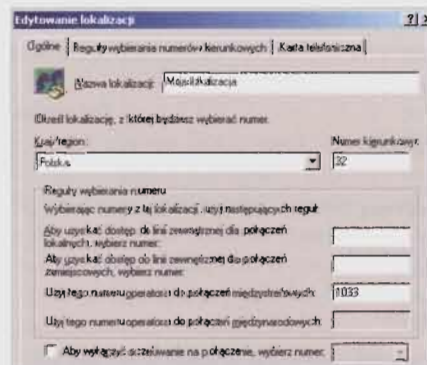 Edytowanie lokalizacji
Ogólne
Reguły wybierania numerów kierunkowych
Karta telefoniczna
Nazwa lokalizacji: Moja lokalizacja
Określ lokalizację, z której będziesz wybierać numer.
Kraj/region: Numer kierunkowy:
Polska 32
Reguły wybierania numeru
Wybierając numery z tej lokalizacji, użyj następujących reguł:
Aby uzyskać dostęp do linii zewnętrznej dla połączeń
lokalnych, wybierz numer:
Aby uzyskać dostęp do linii zewnętrznej dla połączeń
zamiejscowych, wybierz numer:
Użyj tego numeru operatora do połączeń międzystrefowych: 1033
Użyj tego numeru operatora do połączeń międzynarodowych:
Aby wyłączyć oczekiwanie na połączenie, wybierz numer: